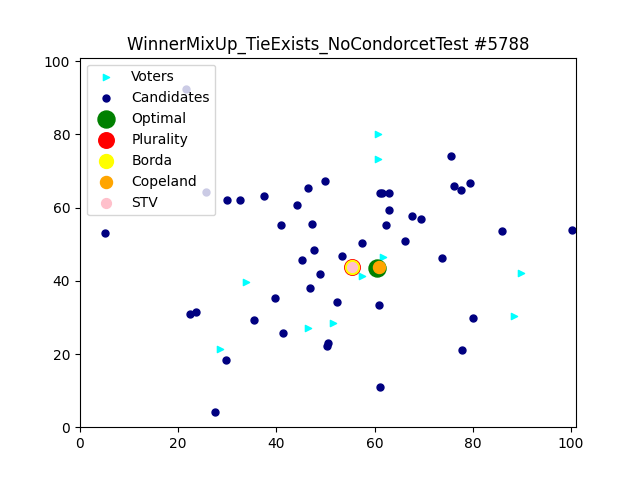 WinnerMixUp_TieExists_NoCondorcetTest #5788
100
80
60
40
20
0
Voters
Candidates
Optimal
Plurality
Borda
Copeland
STV
0 20 40 60 80 100